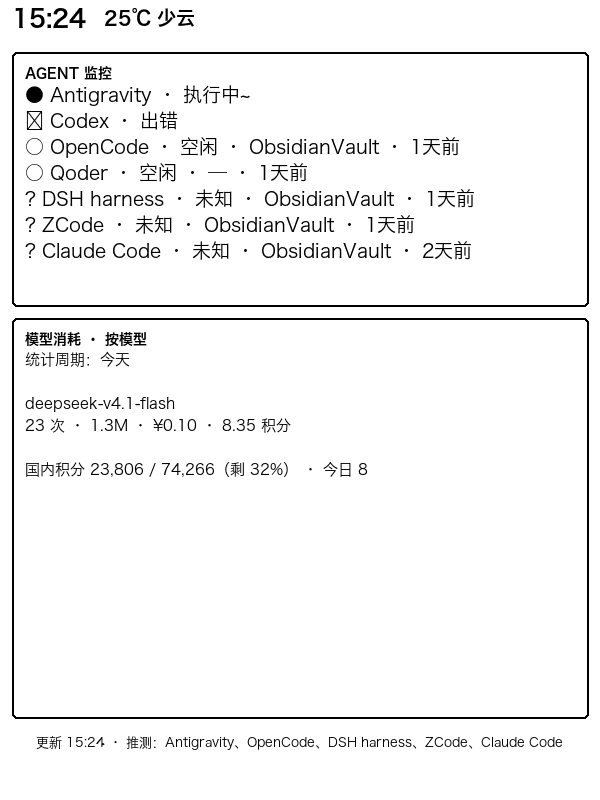 15:24 25℃ 少云
AGENT 监控
● Antigravity · 执行中~
☒ Codex · 出错
○ OpenCode · 空闲 · ObsidianVault · 1天前
○ Qoder · 空闲 · — · 1天前
? DSH harness · 未知 · ObsidianVault · 1天前
? ZCode · 未知 · ObsidianVault · 1天前
? Claude Code · 未知 · ObsidianVault · 2天前
模型消耗 · 按模型
统计周期：今天
deepseek-v4.1-flash
23 次 · 1.3M · ¥0.10 · 8.35 积分
国内积分 23,806 / 74,266（剩 32%） · 今日 8
更新 15:24 · 推测：Antigravity、OpenCode、DSH harness、ZCode、Claude Code